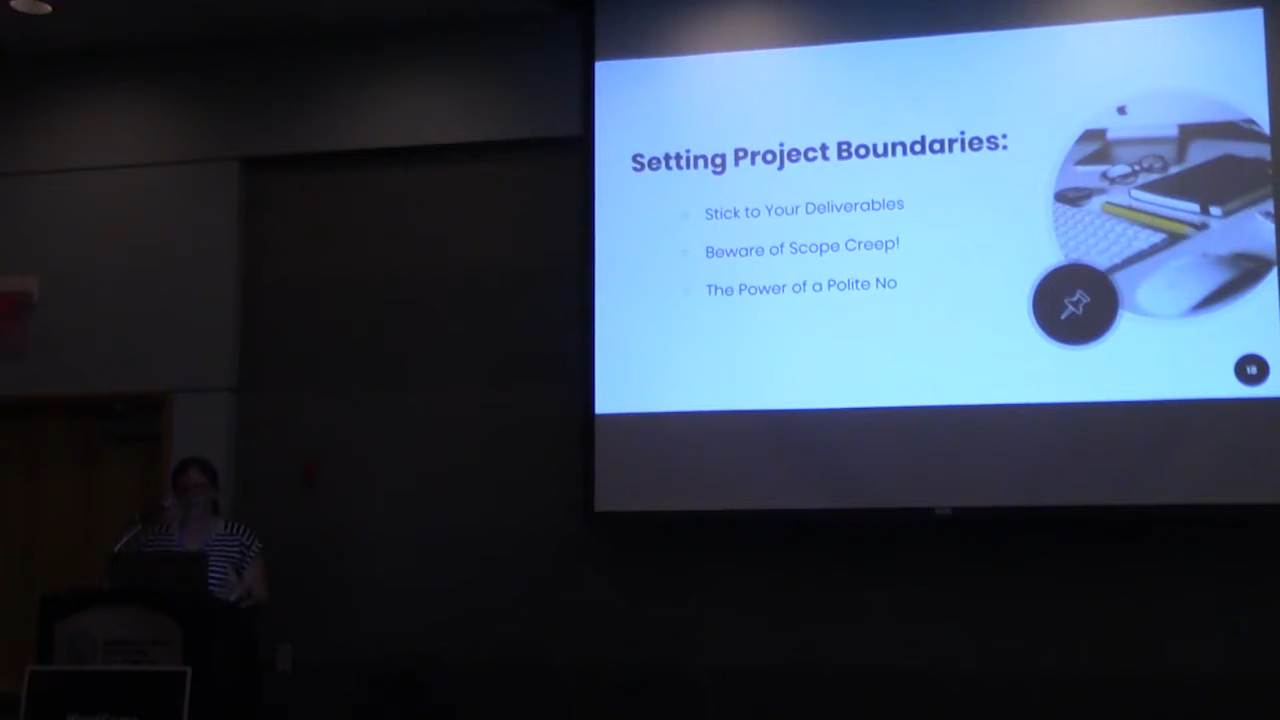 Setting Project Boundaries:
Stick to Your Deliverables
Beware of Scope Creep!
The Power of a Polite No
18